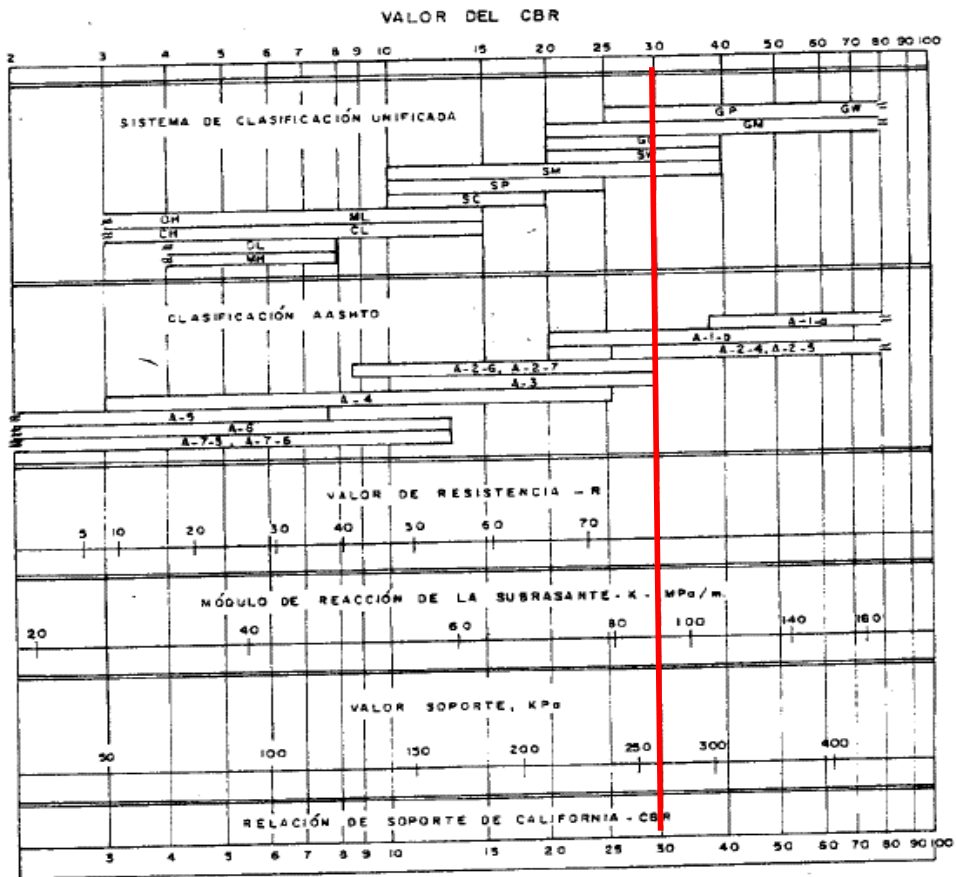 VALOR DEL CBR
2 3 4 5 6 7 8 9 10 15 20 25 30 40 50 60 70 80 90 100
SISTEMA DE CLASIFICACIÓN UNIFICADA
GP GW
GM
SM
SP
SC
OH ML
CH CL
OL
MH
CLASIFICACIÓN AASHTO
A-1-a
A-1-b
A-2-4, A-2-5
A-2-6, A-2-7
A-3
A-4
A-5
A-6
A-7-5, A-7-6
VALOR DE RESISTENCIA - R
5 10 20 30 40 50 60 70
MÓDULO DE REACCIÓN DE LA SUBRASANTE - K - MPa/m.
20 40 60 80 100 140 160
VALOR SOPORTE, KPa
50 100 150 200 250 300 400
RELACIÓN DE SOPORTE DE CALIFORNIA - CBR
3 4 5 6 7 8 9 10 15 20 25 30 40 50 60 70 80 90 100